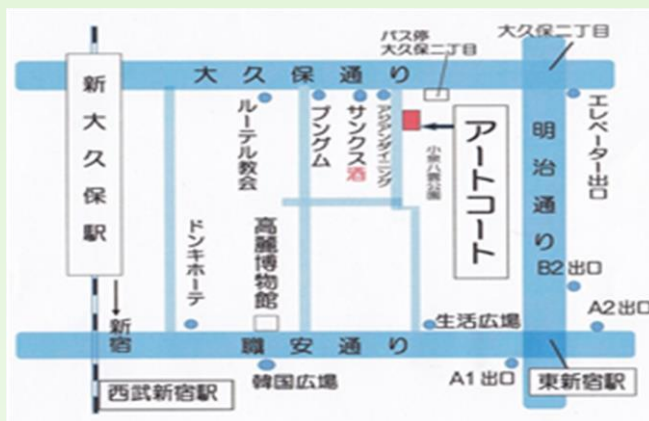 バス停
大久保二丁目
大久保二丁目
大久保通り
新大久保駅
ルーテル教会
プングム
サンクス酒
アジアンダイニング
小泉八雲公園
アートコート
明治通り
エレベーター出口
ドンキホーテ
高麗博物館
B2出口
A2出口
新宿
生活広場
職安通り
西武新宿駅
韓国広場
A1出口
東新宿駅